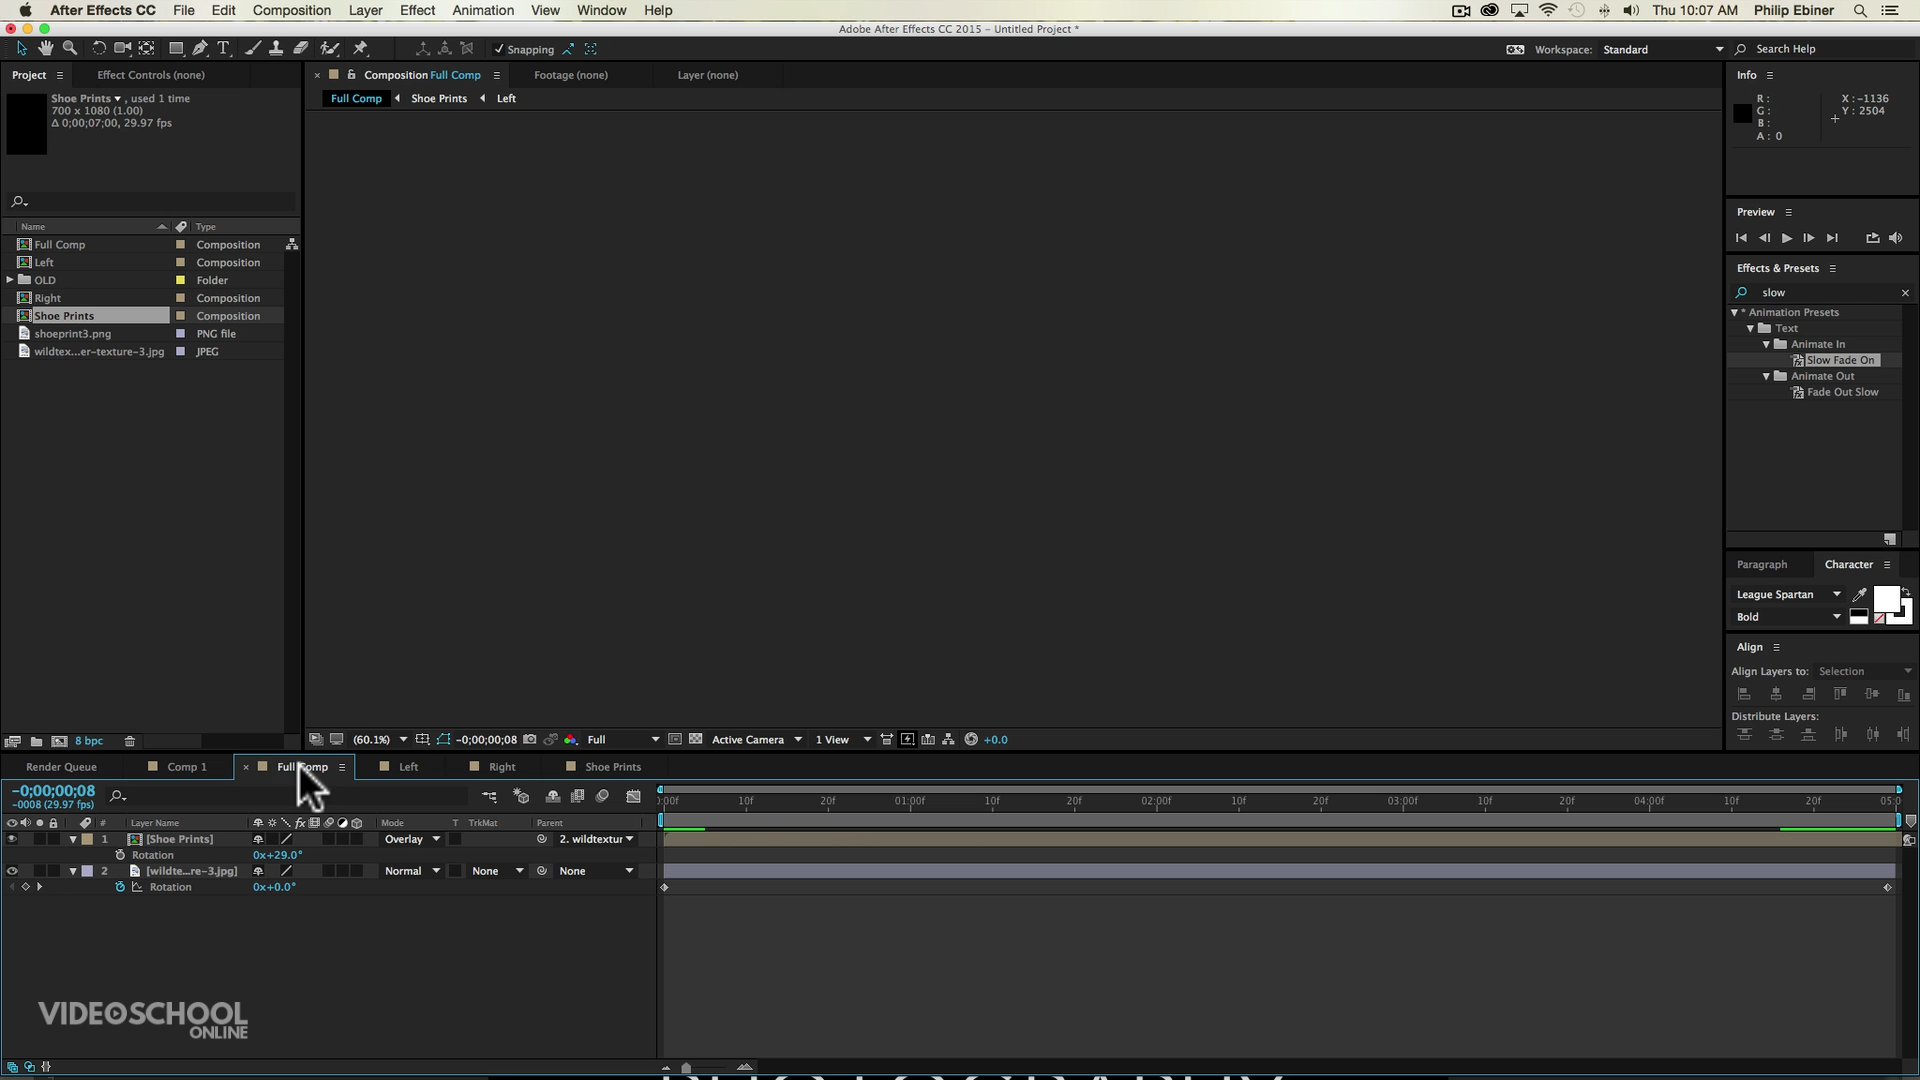 After Effects CC File Edit Composition Layer Effect Animation View Window Help Thu 10:07 AM Philip Ebiner
Adobe After Effects CC 2015 – Untitled Project *
Snapping Workspace: Standard Search Help
Project Effect Controls (none) Composition Full Comp Footage (none) Layer (none) Info
Shoe Prints , used 1 time
700 x 1080 (1.00)
Δ 0;00;07;00, 29.97 fps
Full Comp Shoe Prints Left
R :
G :
B :
A : 0
X : -1136
Y : 2504
Preview
Name Type
Full Comp Composition
Left Composition
OLD Folder
Right Composition
Shoe Prints Composition
shoeprint3.png PNG file
wildtex...er-texture-3.jpg JPEG
Effects & Presets
slow
* Animation Presets
Text
Animate In
Slow Fade On
Animate Out
Fade Out Slow
Paragraph Character
League Spartan
Bold
Align
Align Layers to: Selection
Distribute Layers:
8 bpc (60.1%) -0;00;00;08 Full Active Camera 1 View +0.0
Render Queue Comp 1 Full Comp Left Right Shoe Prints
-0;00;00;08
-0008 (29.97 fps)
:00f 10f 20f 01:00f 10f 20f 02:00f 10f 20f 03:00f 10f 20f 04:00f 10f 20f 05:0
# Layer Name Mode T TrkMat Parent
1 [Shoe Prints] Overlay 2. wildtextur
Rotation 0x+29.0°
2 [wildte...re-3.jpg] Normal None None
Rotation 0x+0.0°
VIDEOSCHOOL
ONLINE